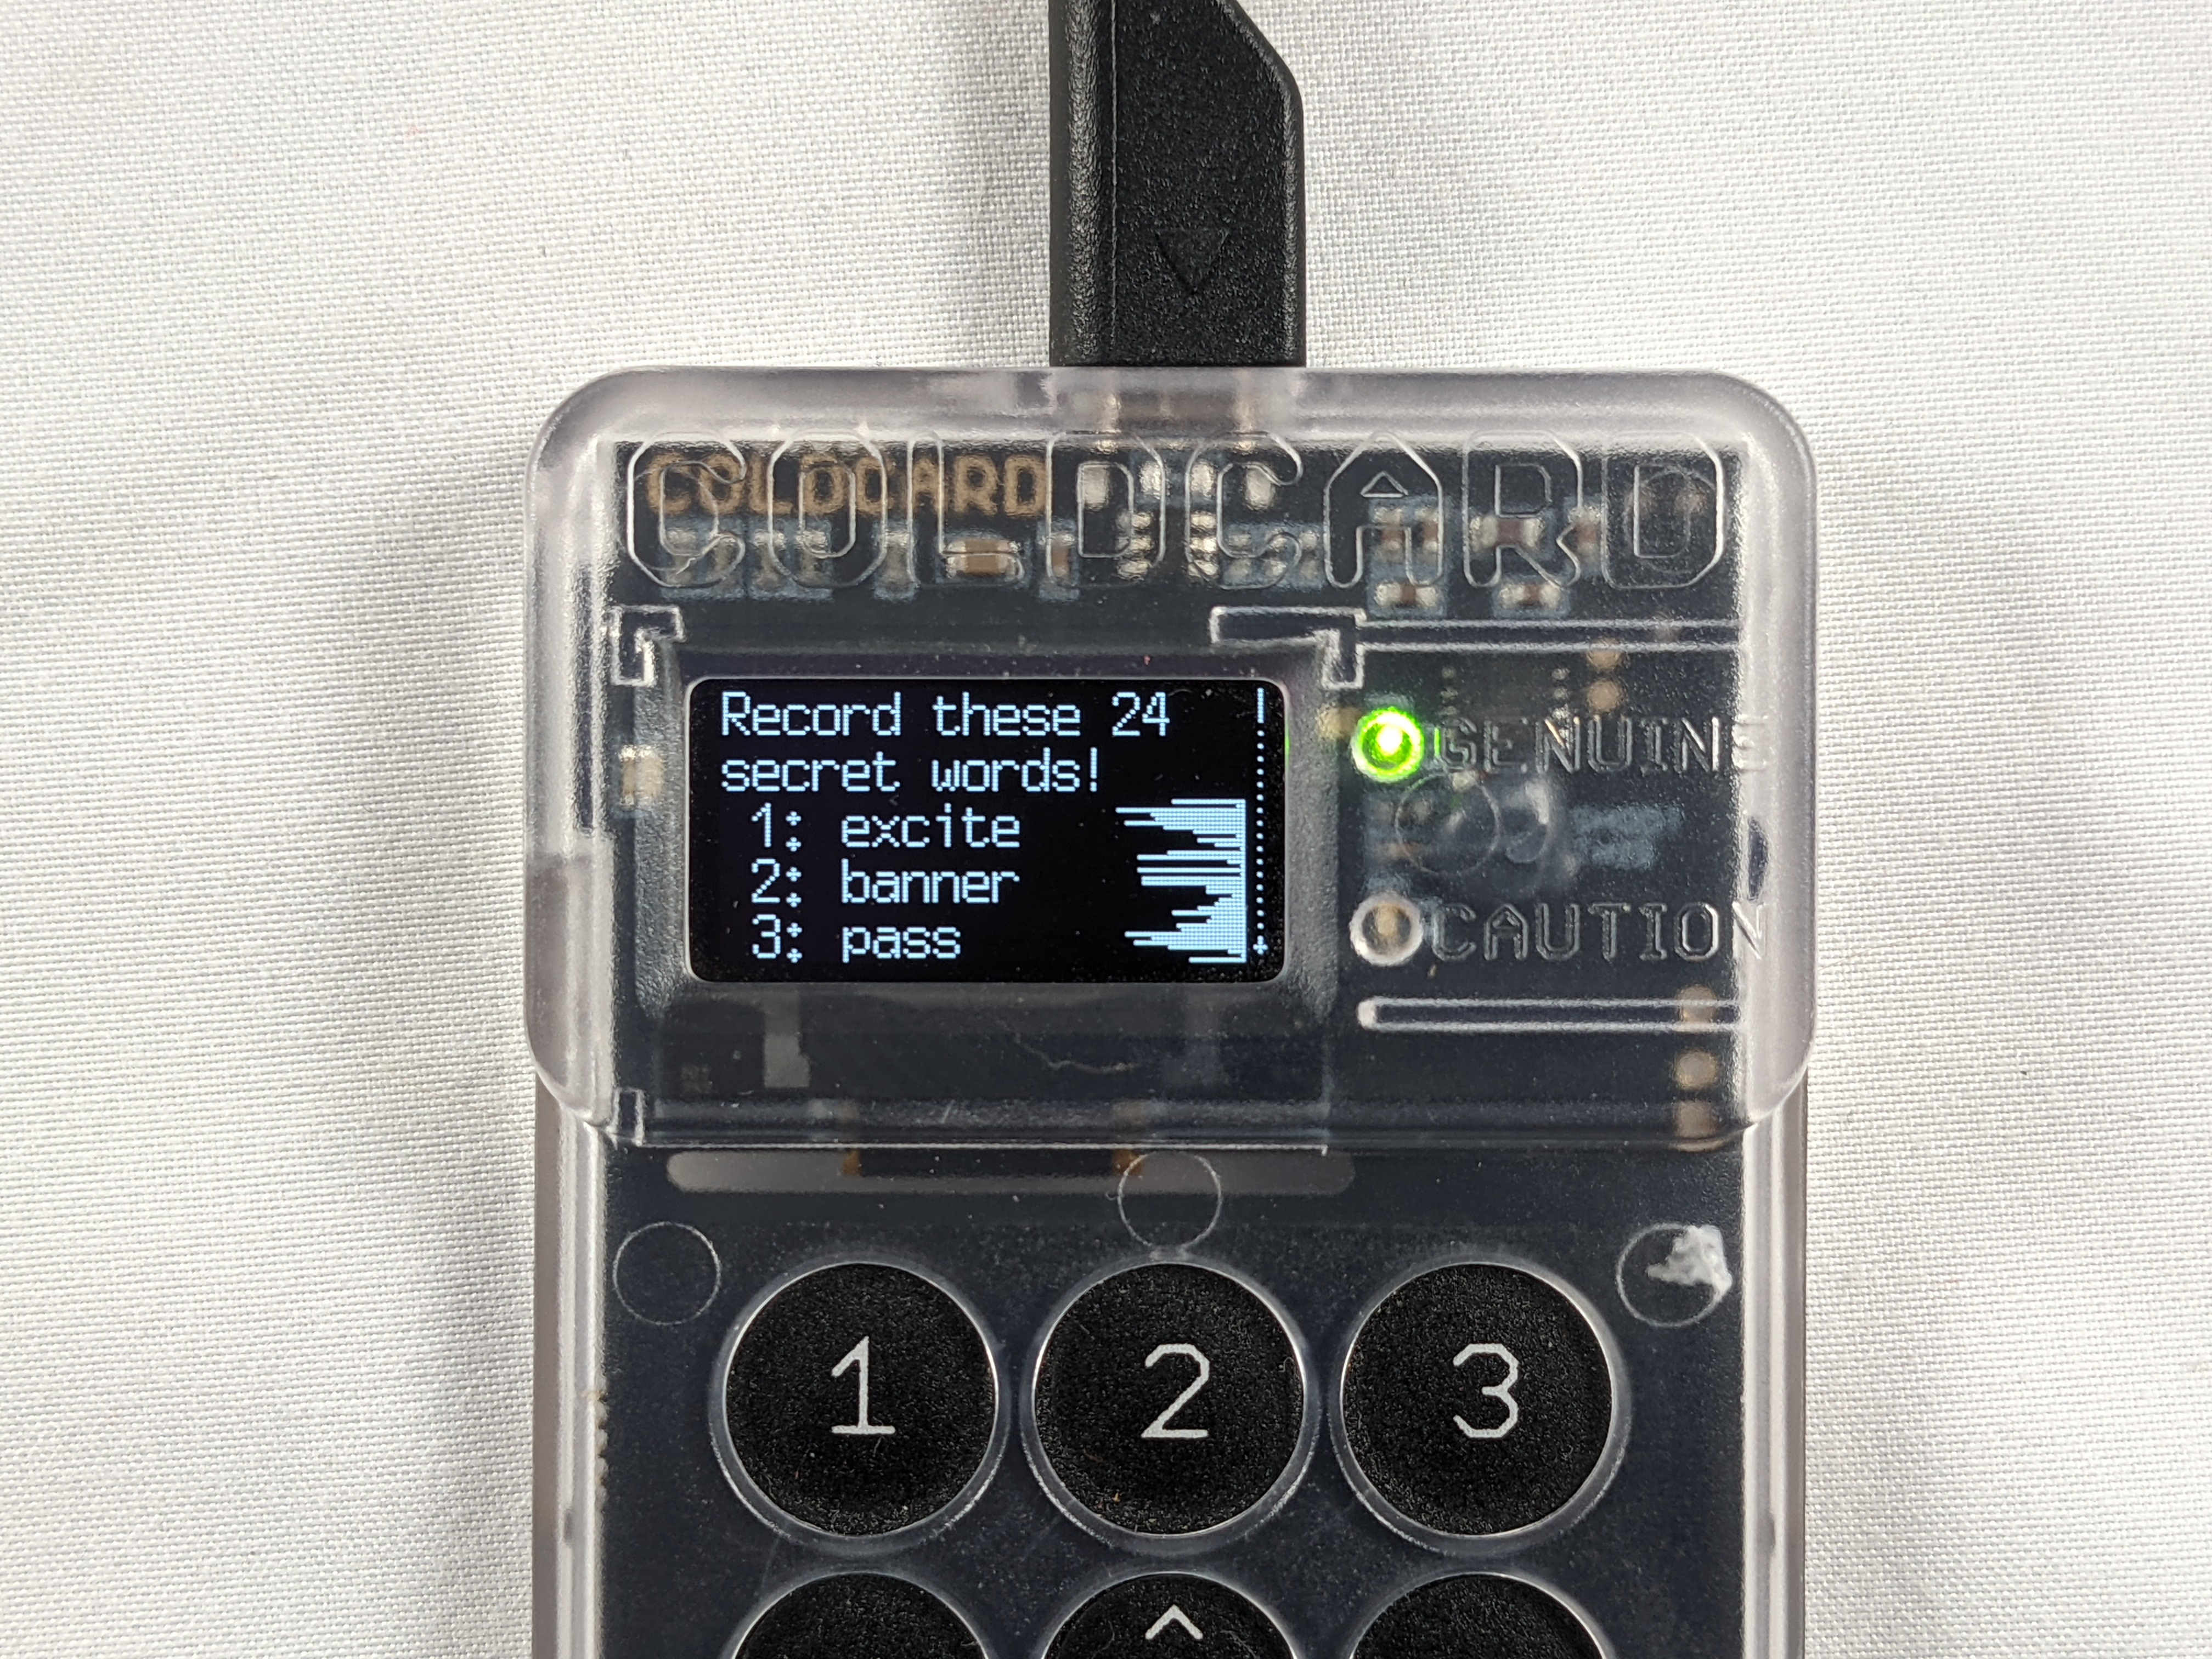 COLDCARD
COLDCARD
Record these 24
secret words!
1: excite
2: banner
3: pass
GENUINE
CAUTION
1 2 3